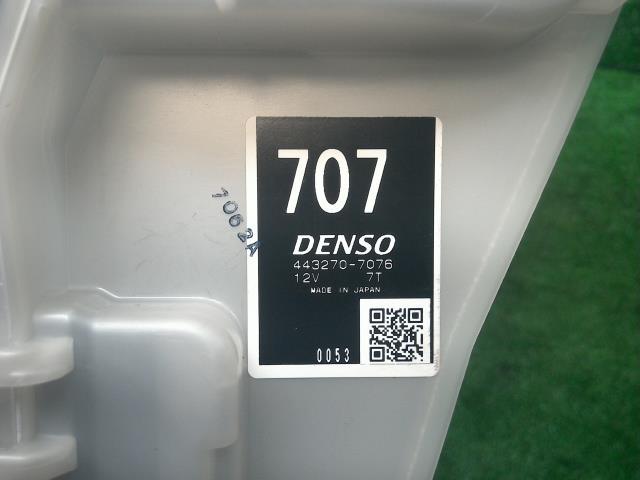 707
1062A
DENSO
443270-7076
12V 7T
MADE IN JAPAN
0053